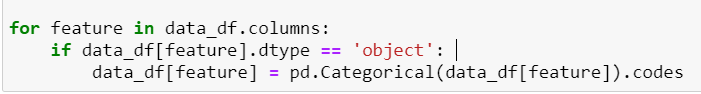 for feature in data_df.columns:
    if data_df[feature].dtype == 'object':
        data_df[feature] = pd.Categorical(data_df[feature]).codes